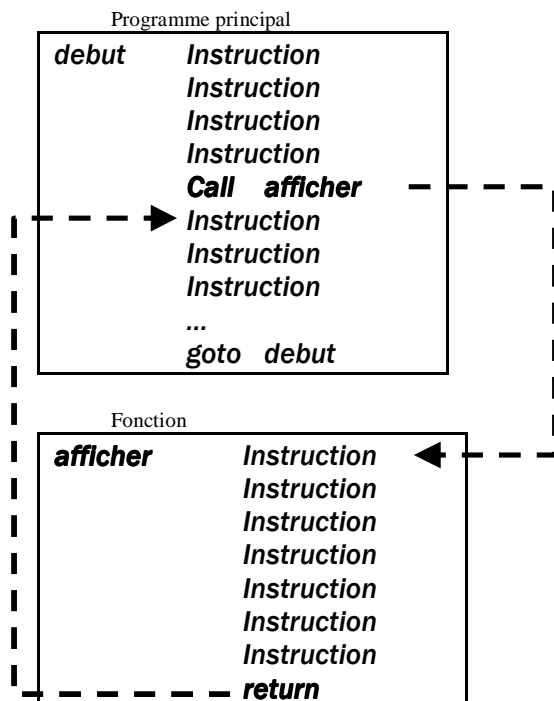 Programme principal
debut Instruction
Instruction
Instruction
Instruction
Call afficher
Instruction
Instruction
Instruction
...
goto debut
Fonction
afficher Instruction
Instruction
Instruction
Instruction
Instruction
Instruction
Instruction
return